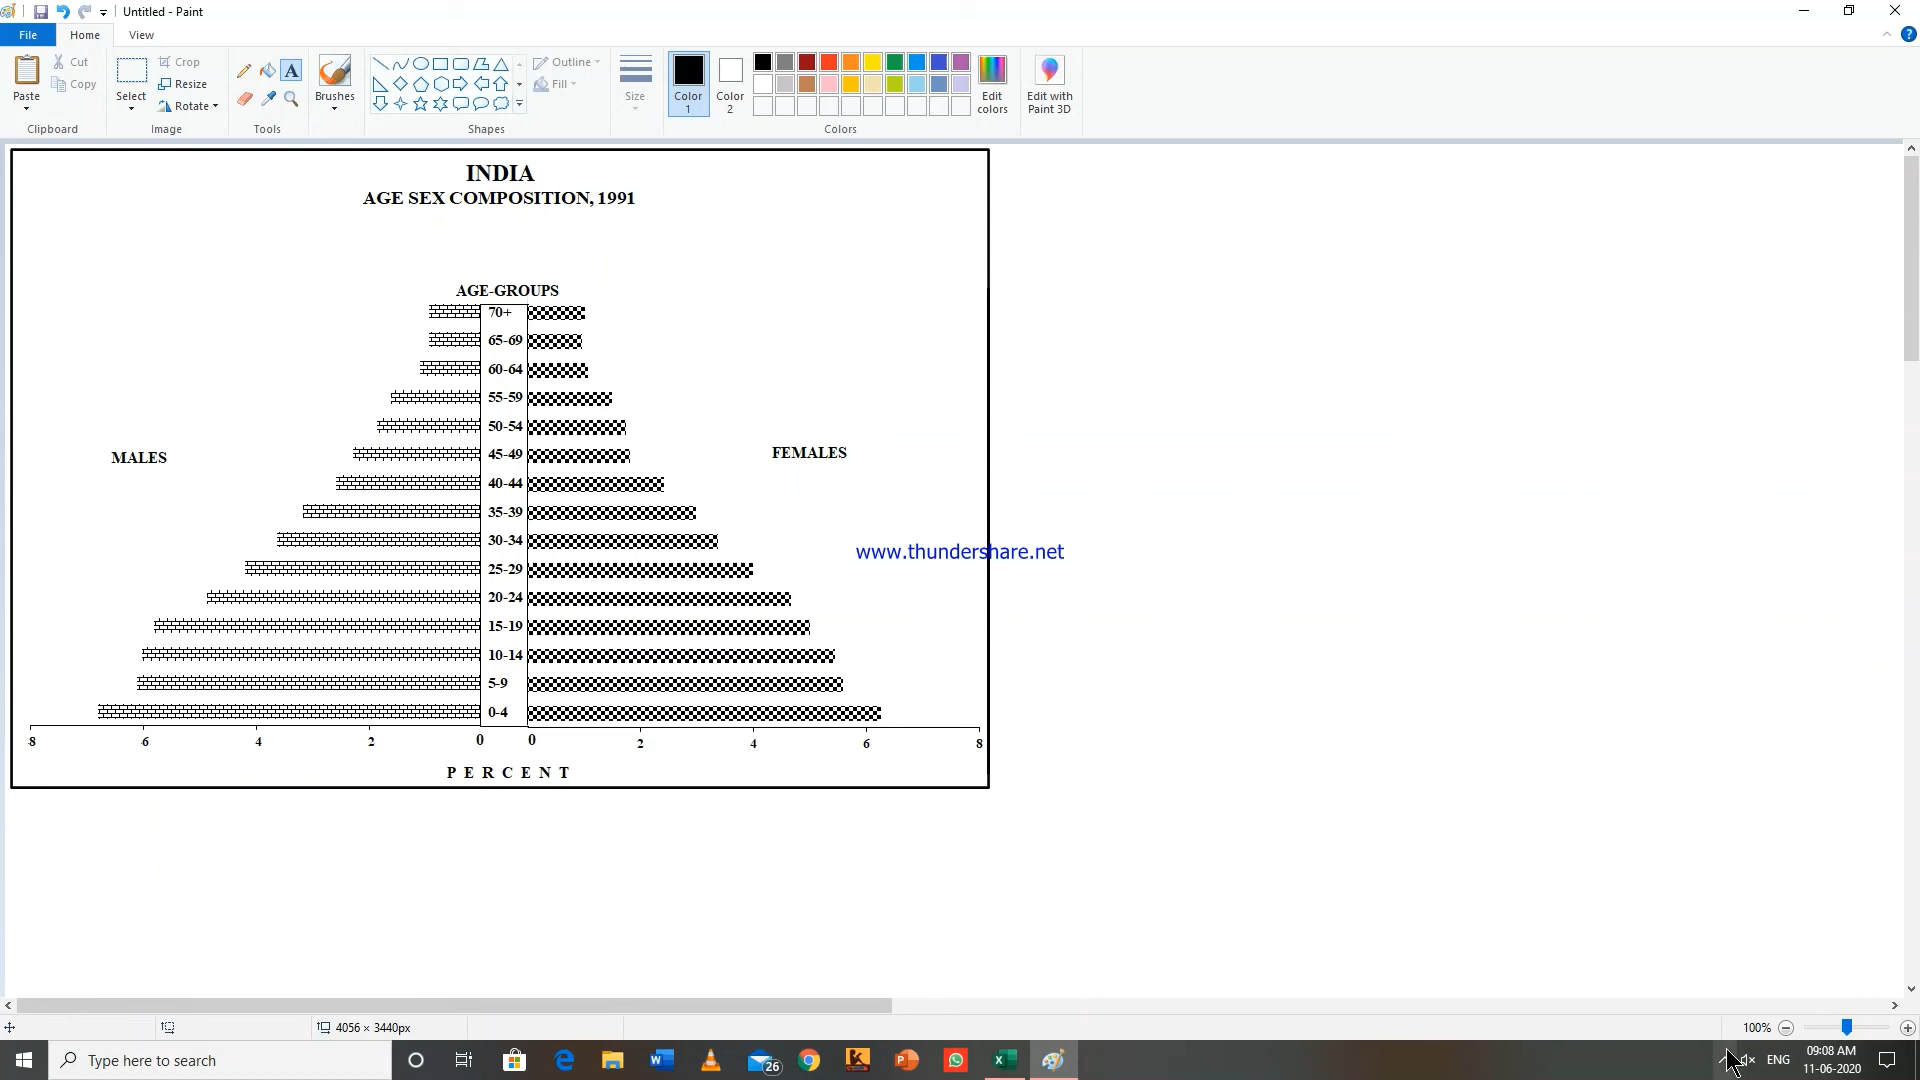 Untitled - Paint
File Home View
Paste
Cut
Copy
Clipboard
Select
Crop
Resize
Rotate
Image
Tools
Brushes
Shapes
Outline
Fill
Size
Color 1
Color 2
Edit colors
Colors
Edit with Paint 3D
INDIA
AGE SEX COMPOSITION, 1991
AGE-GROUPS
70+
65-69
60-64
55-59
50-54
45-49
MALES
FEMALES
40-44
35-39
30-34
www.thundershare.net
25-29
20-24
15-19
10-14
5-9
0-4
8 6 4 2 0 0 2 4 6 8
P E R C E N T
4056 × 3440px
100%
Type here to search
26
ENG
09:08 AM
11-06-2020